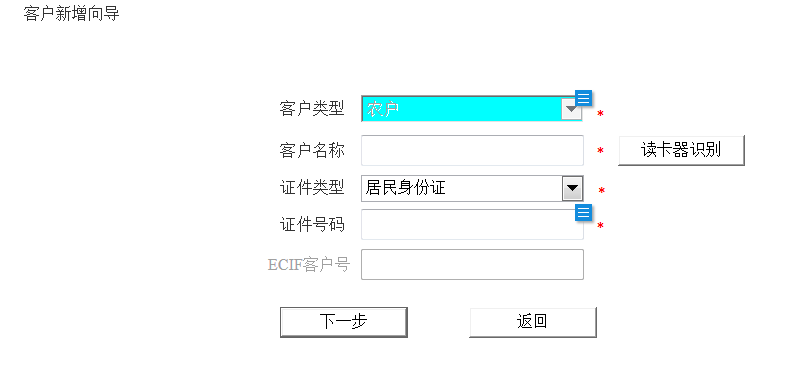 客户新增向导
客户类型 农户 *
客户名称 * 读卡器识别
证件类型 居民身份证 *
证件号码 *
ECIF客户号
下一步 返回